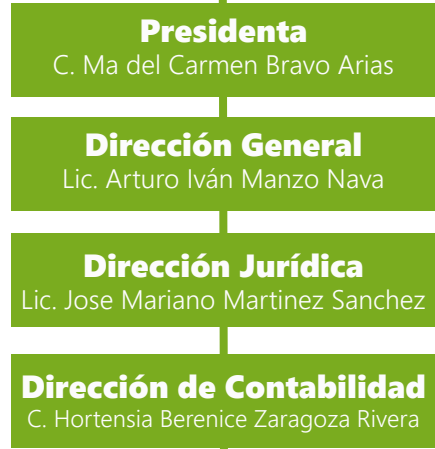 Presidenta
C. Ma del Carmen Bravo Arias
Dirección General
Lic. Arturo Iván Manzo Nava
Dirección Jurídica
Lic. Jose Mariano Martinez Sanchez
Dirección de Contabilidad
C. Hortensia Berenice Zaragoza Rivera